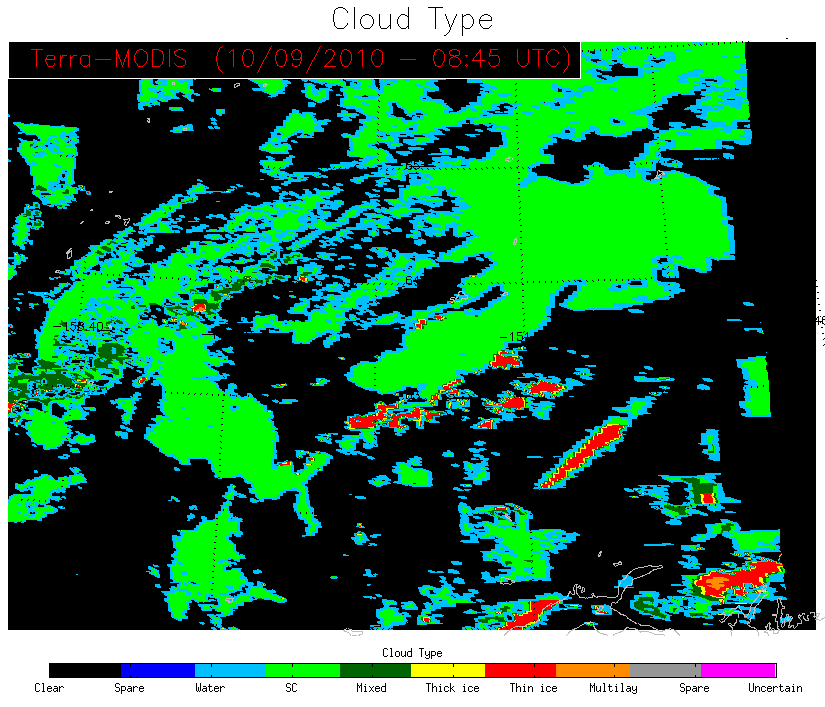 Cloud Type
Terra-MODIS (10/09/2010 - 08:45 UTC)
-151
Cloud Type
Clear Spare Water SC Mixed Thick ice Thin ice Multilay Spare Uncertain